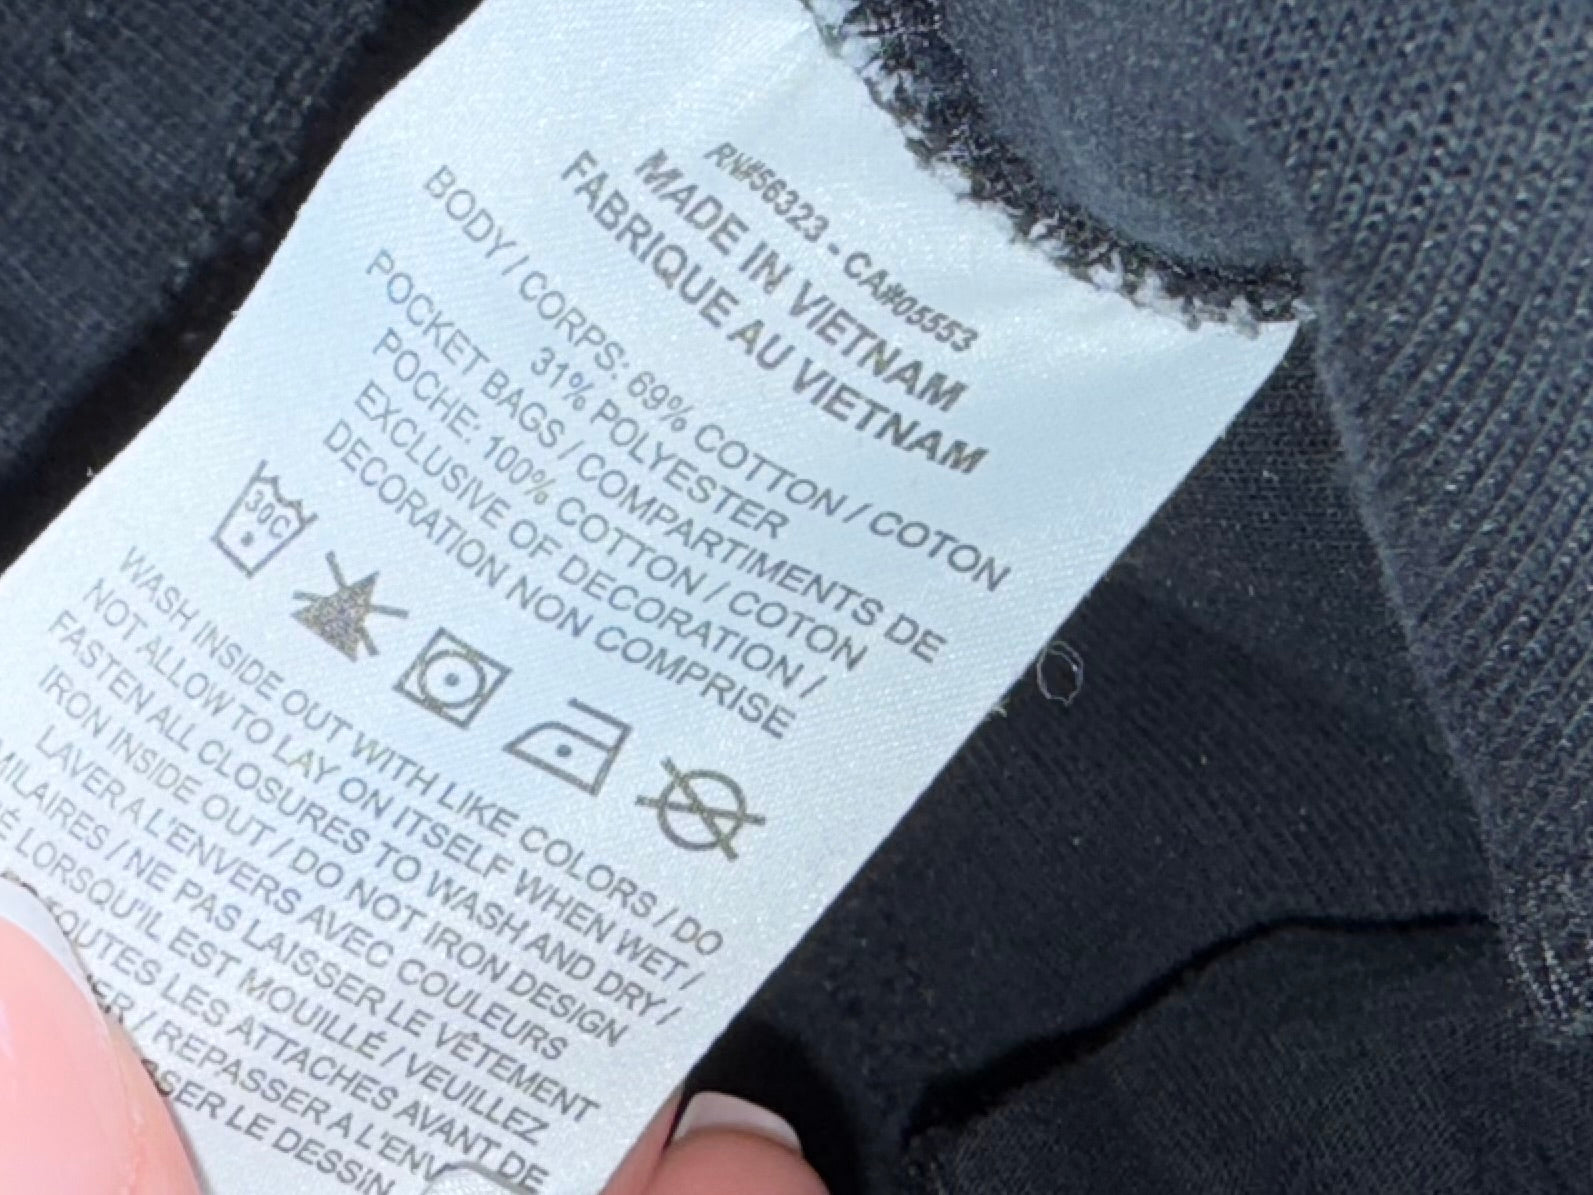 RN#56323 - CA#05553
MADE IN VIETNAM
FABRIQUE AU VIETNAM
BODY / CORPS: 69% COTTON / COTON
31% POLYESTER
POCKET BAGS / COMPARTIMENTS DE
POCHE: 100% COTTON / COTON
EXCLUSIVE OF DECORATION /
DECORATION NON COMPRISE
30C
WASH INSIDE OUT WITH LIKE COLORS / DO
NOT ALLOW TO LAY ON ITSELF WHEN WET /
FASTEN ALL CLOSURES TO WASH AND DRY /
IRON INSIDE OUT / DO NOT IRON DESIGN
LAVER A L'ENVERS AVEC COULEURS
MILAIRES / NE PAS LAISSER LE VÊTEMENT
É LORSQU'IL EST MOUILLÉ / VEUILLEZ
TOUTES LES ATTACHES AVANT DE
ER / REPASSER A L'ENV
SER LE DESSIN